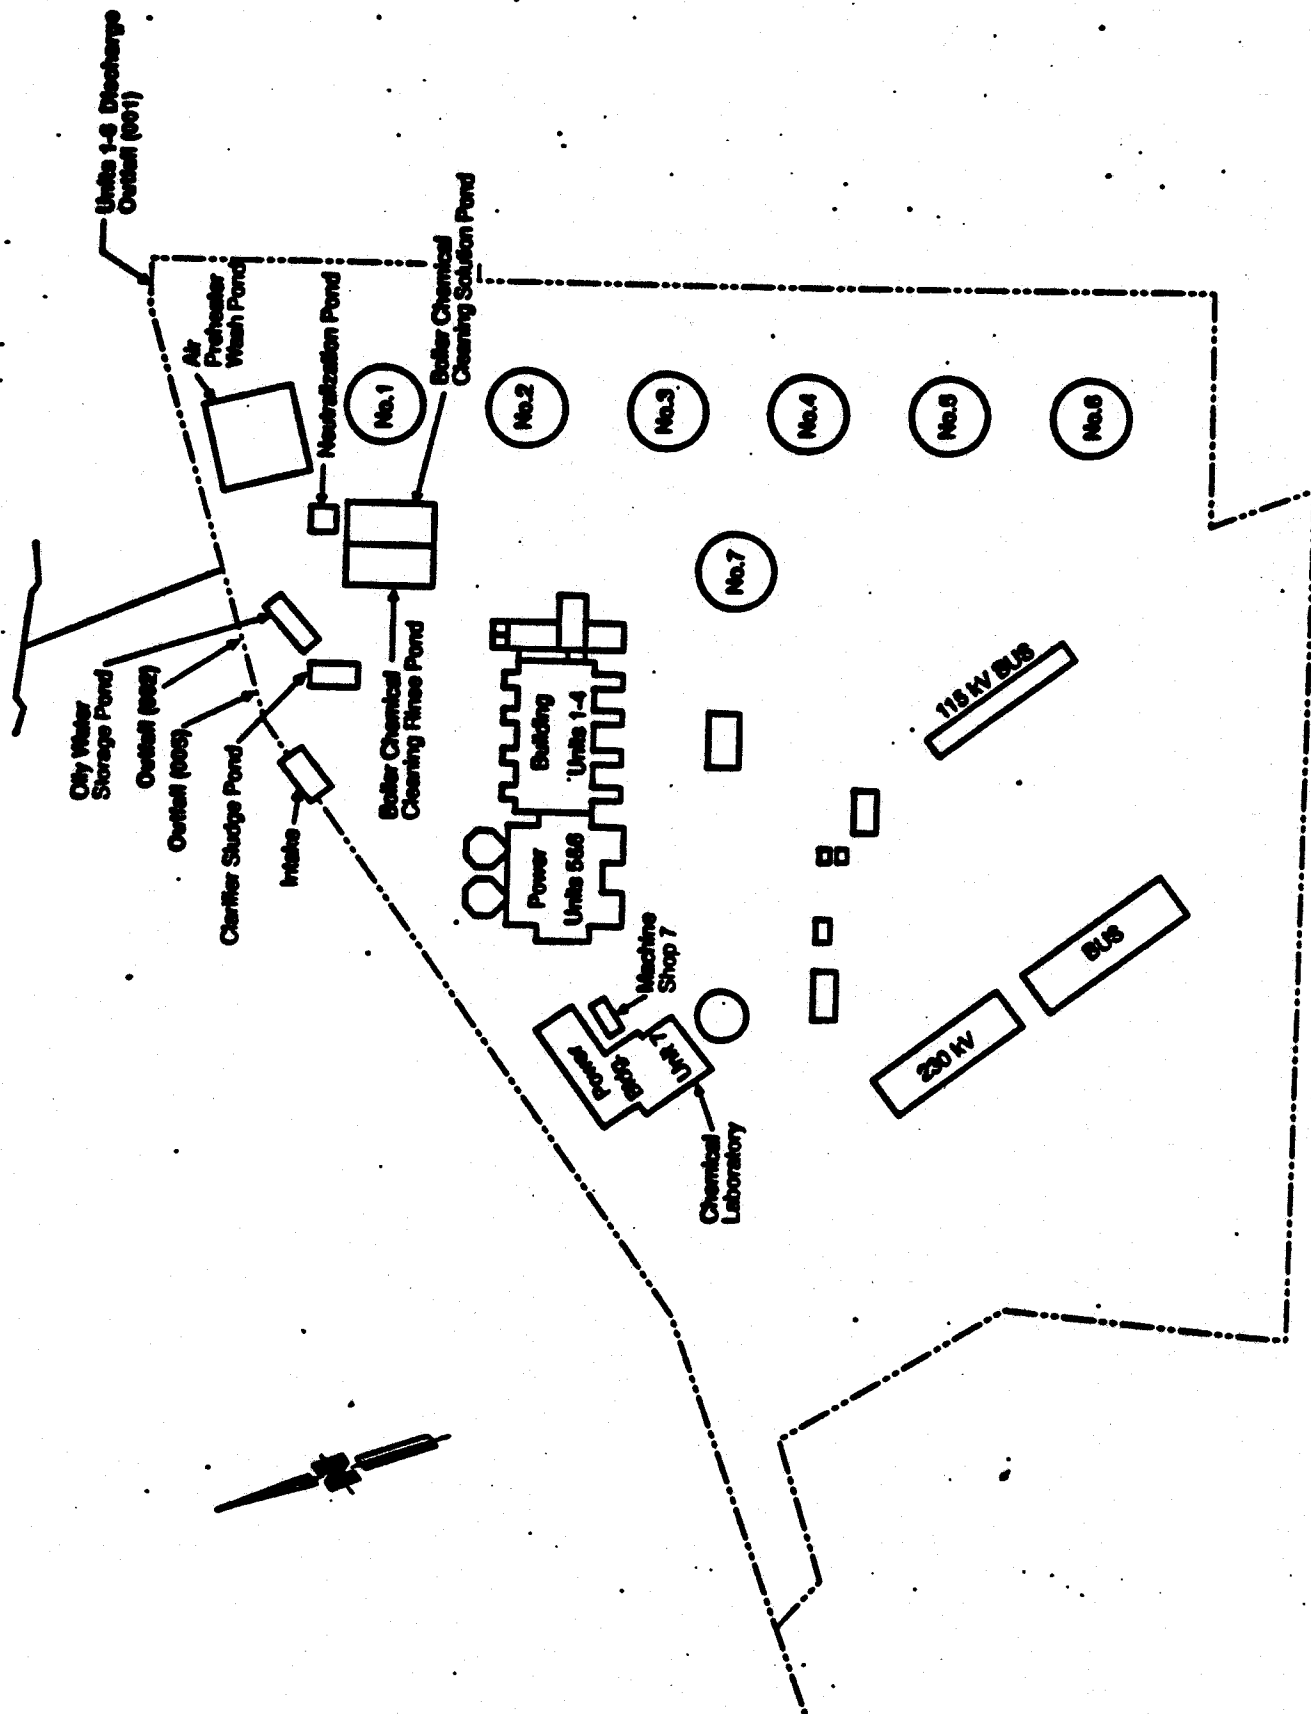 Units 1-6 Discharge
Outfall (001)
Air
Preheater
Wash Pond
Neutralization Pond
Boiler Chemical
Cleaning Solution Pond
No.1
No.2
No.3
No.4
No.5
No.6
No.7
Oily Water
Storage Pond
Outfall (002)
Outfall (005)
Clarifier Sludge Pond
Intake
Boiler Chemical
Cleaning Rinse Pond
Building
Units 1-4
Power
Units 5&6
Machine
Shop 7
Power
Bldg.
Unit 7
Chemical
Laboratory
115 kV BUS
230 kV
BUS